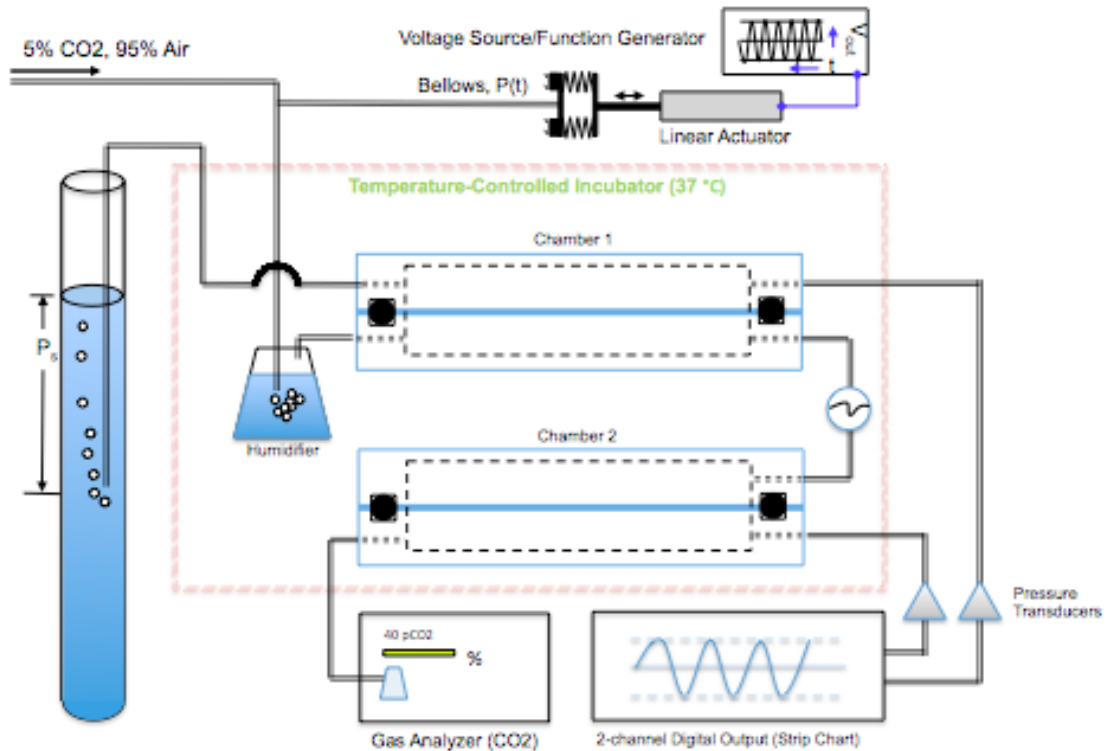 5% CO2, 95% Air
Voltage Source/Function Generator
V out
t
Bellows, P(t)
Linear Actuator
Temperature-Controlled Incubator (37 °C)
Chamber 1
Ps
Humidifier
Chamber 2
Pressure
Transducers
40 pCO2
%
Gas Analyzer (CO2)
2-channel Digital Output (Strip Chart)